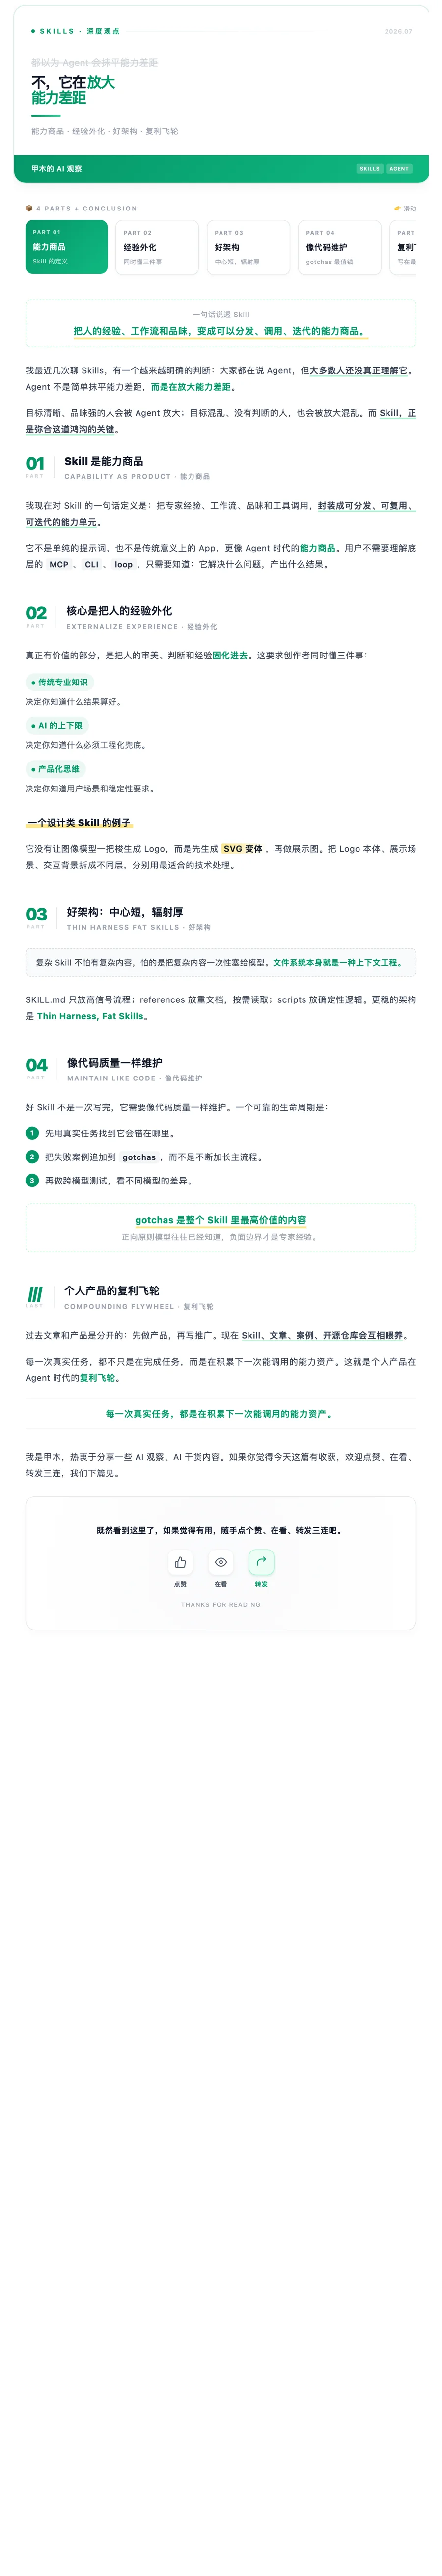 SKILLS · 深度观点
2026.07
都以为 Agent 会抹平能力差距
不，它在放大
能力差距
能力商品 · 经验外化 · 好架构 · 复利飞轮
甲木的 AI 观察
SKILLS AGENT
📦 4 PARTS + CONCLUSION
👉 滑动
PART 01
能力商品
Skill 的定义
PART 02
经验外化
同时懂三件事
PART 03
好架构
中心短，辐射厚
PART 04
像代码维护
gotchas 最值钱
PART
复利飞
写在最
一句话说透 Skill
把人的经验、工作流和品味，变成可以分发、调用、迭代的能力商品。
我最近几次聊 Skills，有一个越来越明确的判断：大家都在说 Agent，但大多数人还没真正理解它。
Agent 不是简单抹平能力差距，而是在放大能力差距。
目标清晰、品味强的人会被 Agent 放大；目标混乱、没有判断的人，也会被放大混乱。而 Skill，正
是弥合这道鸿沟的关键。
01
PART
Skill 是能力商品
CAPABILITY AS PRODUCT · 能力商品
我现在对 Skill 的一句话定义是：把专家经验、工作流、品味和工具调用，封装成可分发、可复用、
可迭代的能力单元。
它不是单纯的提示词，也不是传统意义上的 App，更像 Agent 时代的能力商品。用户不需要理解底
层的 MCP 、 CLI 、 loop ，只需要知道：它解决什么问题，产出什么结果。
02
PART
核心是把人的经验外化
EXTERNALIZE EXPERIENCE · 经验外化
真正有价值的部分，是把人的审美、判断和经验固化进去。这要求创作者同时懂三件事：
● 传统专业知识
决定你知道什么结果算好。
● AI 的上下限
决定你知道什么必须工程化兜底。
● 产品化思维
决定你知道用户场景和稳定性要求。
一个设计类 Skill 的例子
它没有让图像模型一把梭生成 Logo，而是先生成 SVG 变体 ，再做展示图。把 Logo 本体、展示场
景、交互背景拆成不同层，分别用最适合的技术处理。
03
PART
好架构：中心短，辐射厚
THIN HARNESS FAT SKILLS · 好架构
复杂 Skill 不怕有复杂内容，怕的是把复杂内容一次性塞给模型。文件系统本身就是一种上下文工程。
SKILL.md 只放高信号流程；references 放重文档，按需读取；scripts 放确定性逻辑。更稳的架构
是 Thin Harness, Fat Skills。
04
PART
像代码质量一样维护
MAINTAIN LIKE CODE · 像代码维护
好 Skill 不是一次写完，它需要像代码质量一样维护。一个可靠的生命周期是：
1 先用真实任务找到它会错在哪里。
2 把失败案例追加到 gotchas ，而不是不断加长主流程。
3 再做跨模型测试，看不同模型的差异。
gotchas 是整个 Skill 里最高价值的内容
正向原则模型往往已经知道，负面边界才是专家经验。
///
LAST
个人产品的复利飞轮
COMPOUNDING FLYWHEEL · 复利飞轮
过去文章和产品是分开的：先做产品，再写推广。现在 Skill、文章、案例、开源仓库会互相喂养。
每一次真实任务，都不只是在完成任务，而是在积累下一次能调用的能力资产。这就是个人产品在
Agent 时代的复利飞轮。
每一次真实任务，都是在积累下一次能调用的能力资产。
我是甲木，热衷于分享一些 AI 观察、AI 干货内容。如果你觉得今天这篇有收获，欢迎点赞、在看、
转发三连，我们下篇见。
既然看到这里了，如果觉得有用，随手点个赞、在看、转发三连吧。
点赞
在看
转发
THANKS FOR READING